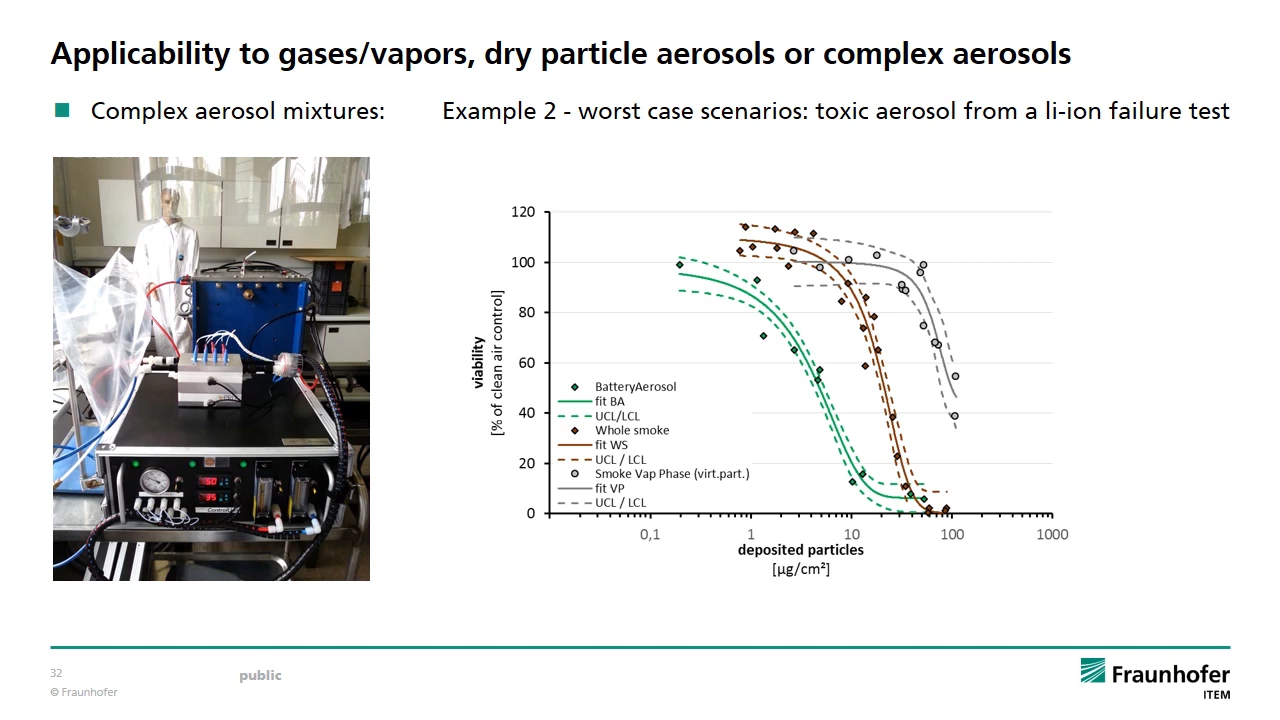 Applicability to gases/vapors, dry particle aerosols or complex aerosols
Complex aerosol mixtures: Example 2 - worst case scenarios: toxic aerosol from a li-ion failure test
120
100
80
60
40
20
0
viability
[% of clean air control]
BatteryAerosol
fit BA
UCL/LCL
Whole smoke
fit WS
UCL / LCL
Smoke Vap Phase (virt.part.)
fit VP
UCL / LCL
0,1 1 10 100 1000
deposited particles
[µg/cm²]
32
public
© Fraunhofer
Fraunhofer
ITEM